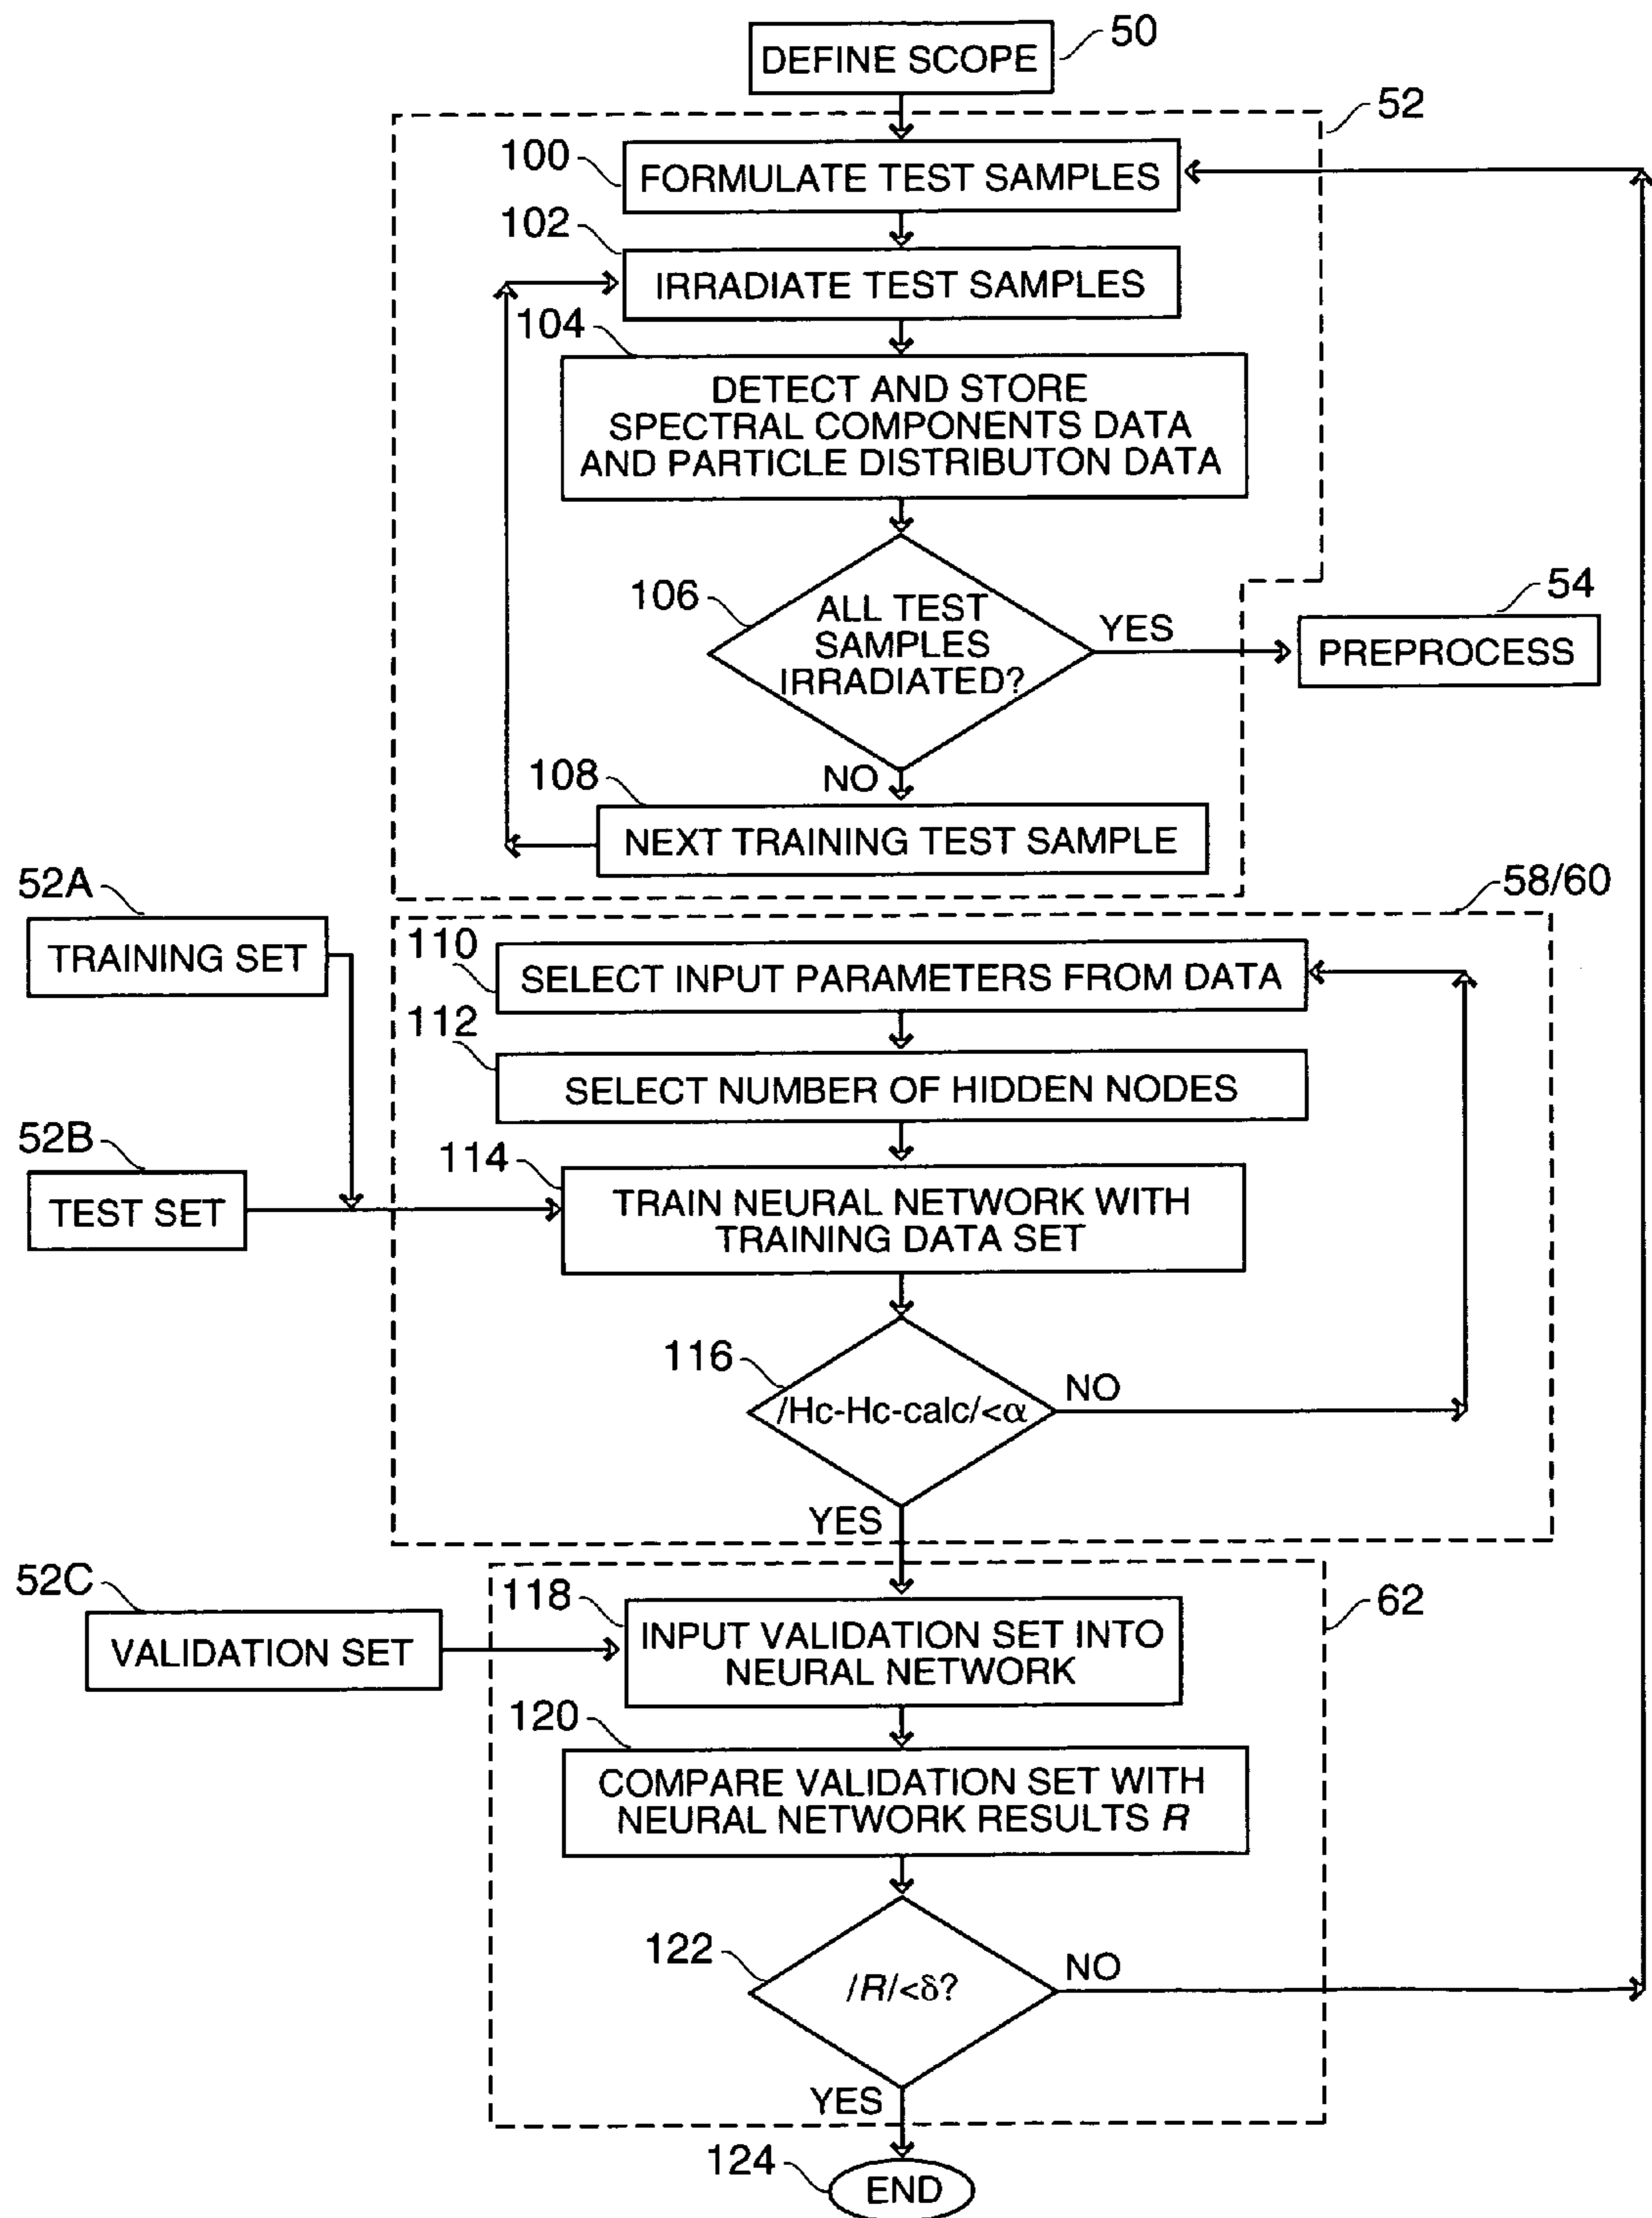 DEFINE SCOPE
50
52
100
FORMULATE TEST SAMPLES
102
IRRADIATE TEST SAMPLES
104
DETECT AND STORE
SPECTRAL COMPONENTS DATA
AND PARTICLE DISTRIBUTON DATA
106
ALL TEST
SAMPLES
IRRADIATED?
YES
54
PREPROCESS
NO
108
NEXT TRAINING TEST SAMPLE
52A
TRAINING SET
58/60
110
SELECT INPUT PARAMETERS FROM DATA
112
SELECT NUMBER OF HIDDEN NODES
52B
TEST SET
114
TRAIN NEURAL NETWORK WITH
TRAINING DATA SET
116
/Hc-Hc-calc/<α
NO
YES
52C
VALIDATION SET
118
INPUT VALIDATION SET INTO
NEURAL NETWORK
62
120
COMPARE VALIDATION SET WITH
NEURAL NETWORK RESULTS R
122
/R/<δ?
NO
YES
124
END